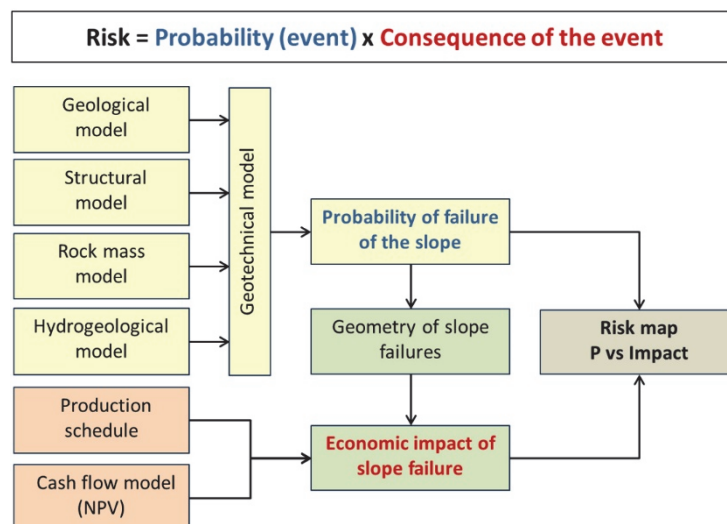 Risk = Probability (event) x Consequence of the event
Geological
model
Structural
model
Rock mass
model
Hydrogeological
model
Geotechnical model
Probability of failure
of the slope
Geometry of slope
failures
Risk map
P vs Impact
Production
schedule
Cash flow model
(NPV)
Economic impact of
slope failure